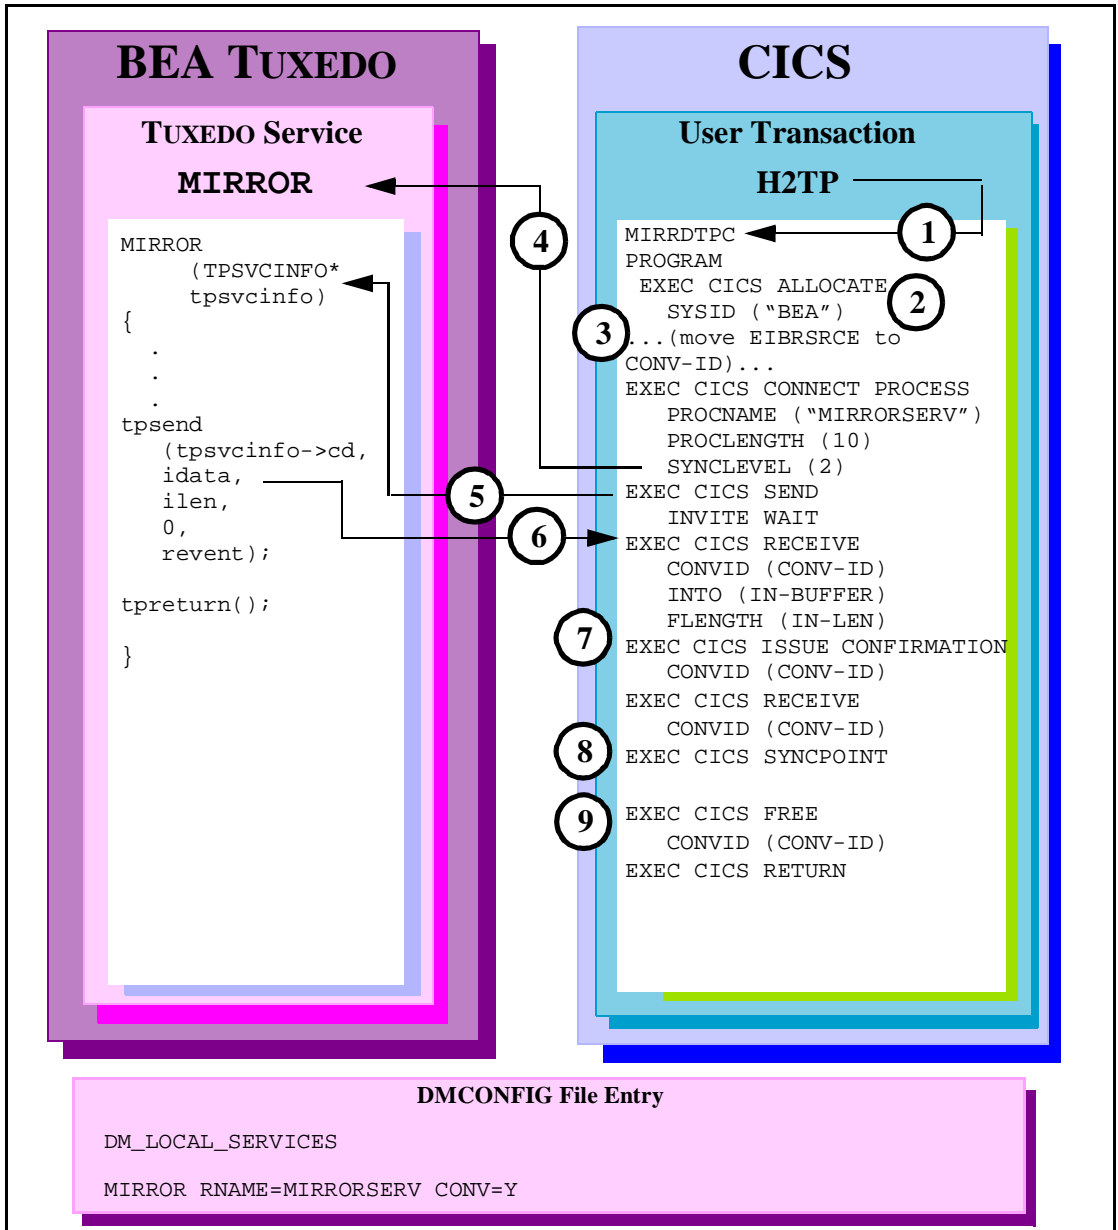 BEA TUXEDO
TUXEDO Service
MIRROR
MIRROR
(TPSVCINFO*
tpsvcinfo)
{
.
.
.
tpsend
(tpsvcinfo->cd,
idata,
ilen,
0,
revent);
tpreturn();
}
4
5
6
CICS
User Transaction
H2TP
1
MIRRDTPC
PROGRAM
EXEC CICS ALLOCATE
2
SYSID (“BEA”)
3
...(move EIBRSRCE to
CONV-ID)...
EXEC CICS CONNECT PROCESS
PROCNAME (“MIRRORSERV”)
PROCLENGTH (10)
SYNCLEVEL (2)
EXEC CICS SEND
INVITE WAIT
EXEC CICS RECEIVE
CONVID (CONV-ID)
INTO (IN-BUFFER)
FLENGTH (IN-LEN)
7
EXEC CICS ISSUE CONFIRMATION
CONVID (CONV-ID)
EXEC CICS RECEIVE
CONVID (CONV-ID)
8
EXEC CICS SYNCPOINT
9
EXEC CICS FREE
CONVID (CONV-ID)
EXEC CICS RETURN
DMCONFIG File Entry
DM_LOCAL_SERVICES
MIRROR RNAME=MIRRORSERV CONV=Y